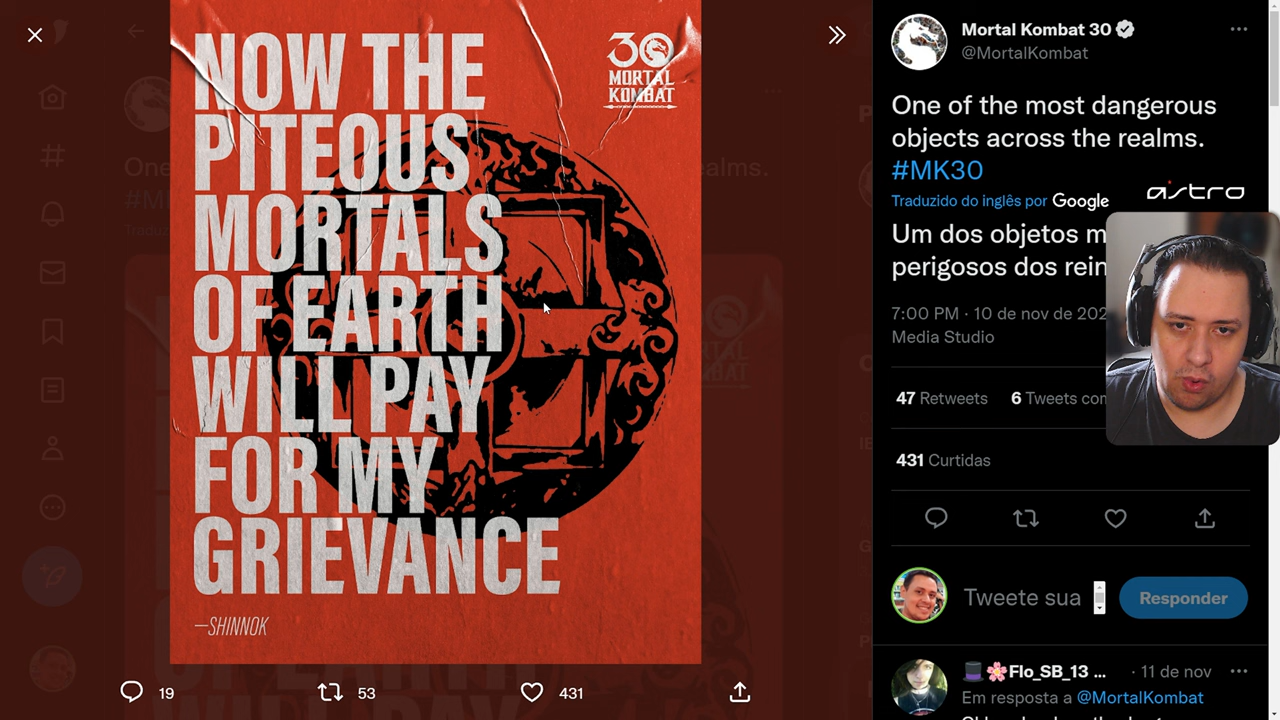 NOW THE
PITEOUS
MORTALS
OF EARTH
WILL PAY
FOR MY
GRIEVANCE
—SHINNOK
30
MORTAL
KOMBAT
19
53
431
Mortal Kombat 30
@MortalKombat
One of the most dangerous
objects across the realms.
#MK30
Traduzido do inglês por Google
astro
Um dos objetos m
perigosos dos rein
7:00 PM · 10 de nov de 202
Media Studio
47 Retweets 6 Tweets com
431 Curtidas
Tweete sua
Responder
Flo_SB_13 ... · 11 de nov
Em resposta a @MortalKombat